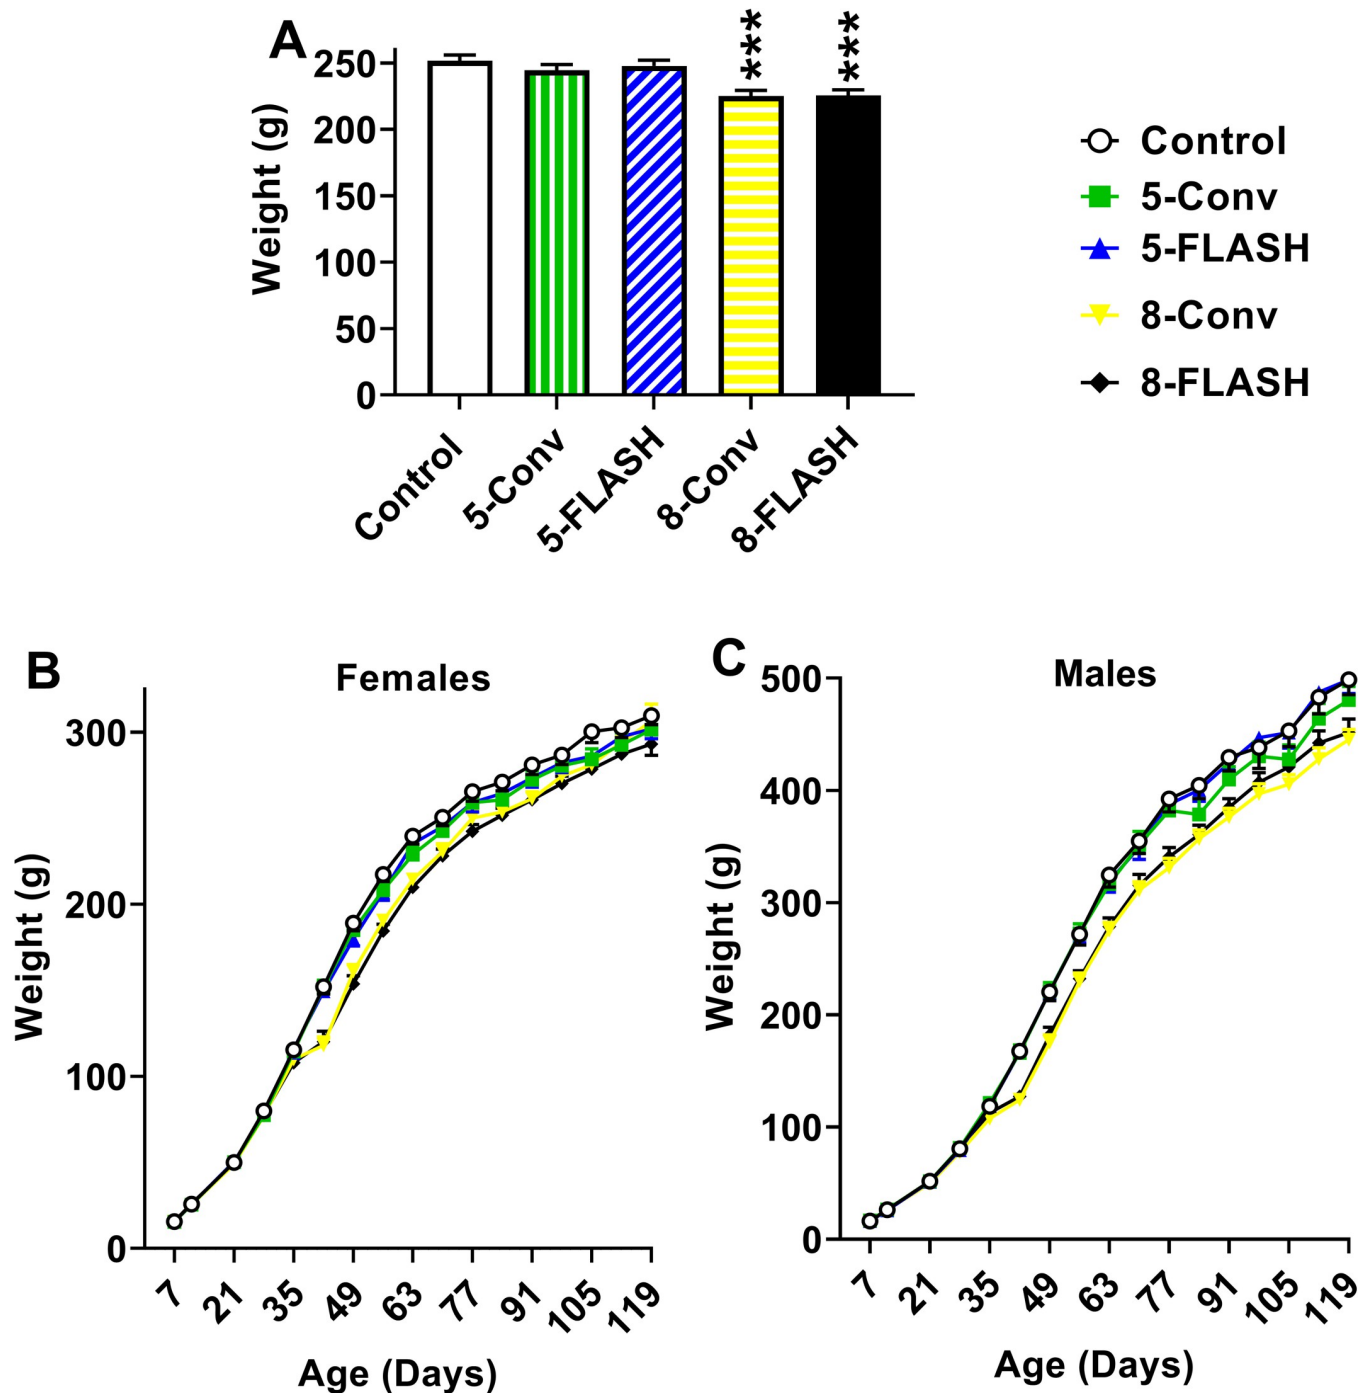 A
Weight (g)
250
200
150
100
50
0
***
***
Control
5-Conv
5-FLASH
8-Conv
8-FLASH
Control
5-Conv
5-FLASH
8-Conv
8-FLASH
B
Females
Weight (g)
300
200
100
0
7
21
35
49
63
77
91
105
119
Age (Days)
C
Males
Weight (g)
500
400
300
200
100
0
7
21
35
49
63
77
91
105
119
Age (Days)